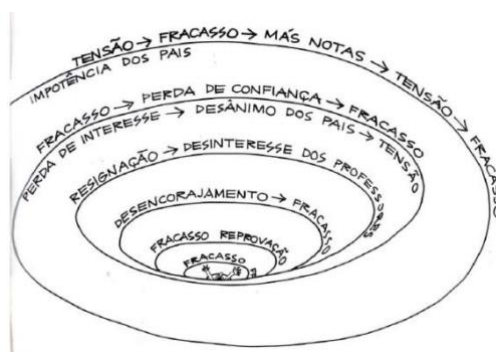 TENSÃO → FRACASSO → MÁS NOTAS → TENSÃO → FRACASSO
IMPOTÊNCIA DOS PAIS
FRACASSO → PERDA DE CONFIANÇA → FRACASSO
PERDA DE INTERESSE → DESÂNIMO DOS PAIS → TENSÃO
RESIGNAÇÃO → DESINTERESSE DOS PROFESSORES
DESENCORAJAMENTO → FRACASSO
FRACASSO REPROVAÇÃO
FRACASSO